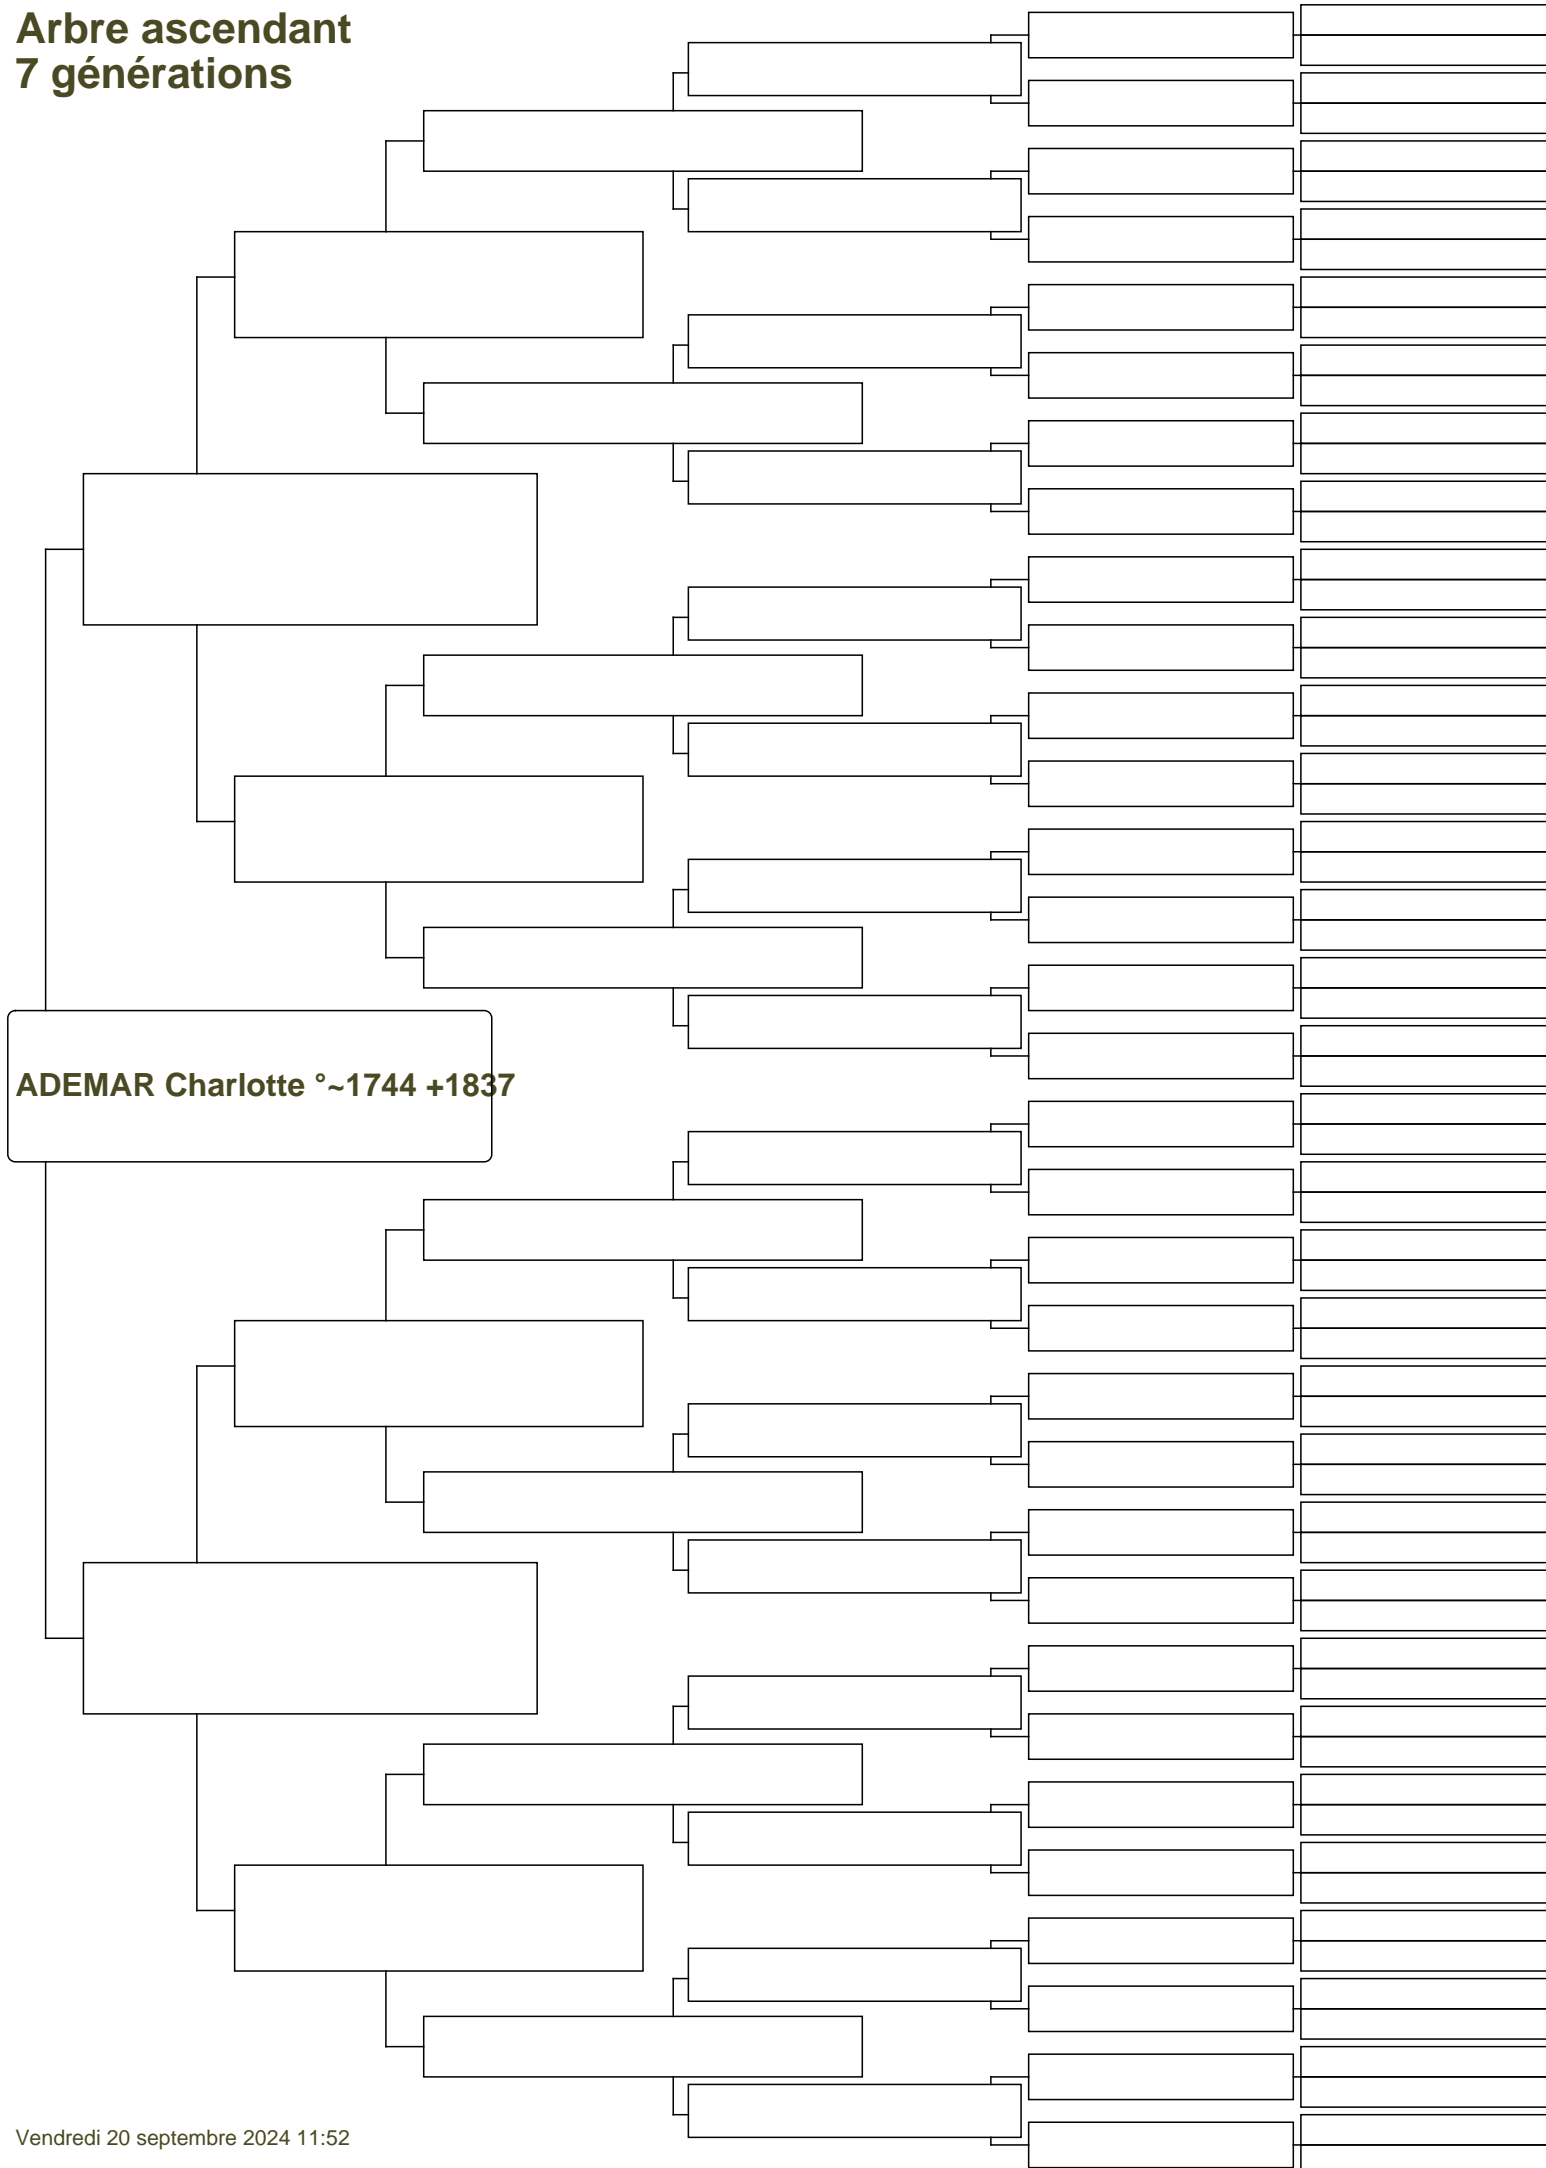 Arbre ascendant
7 générations
ADEMAR Charlotte °~1744 +1837
Vendredi 20 septembre 2024 11:52